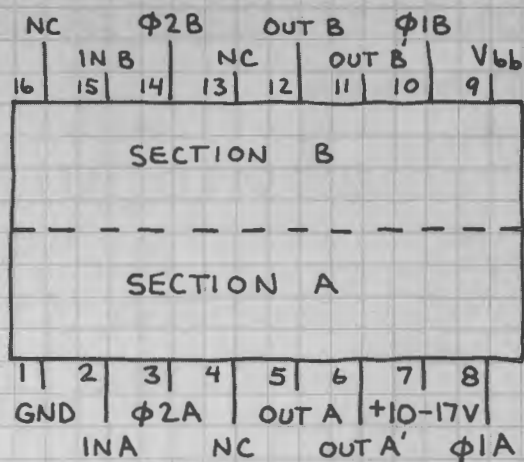 NC φ2B OUT B φ1B
IN B NC OUT B' Vbb
16 15 14 13 12 11 10 9
SECTION B
SECTION A
1 2 3 4 5 6 7 8
GND φ2A OUT A +10-17V
INA NC OUT A' φ1A